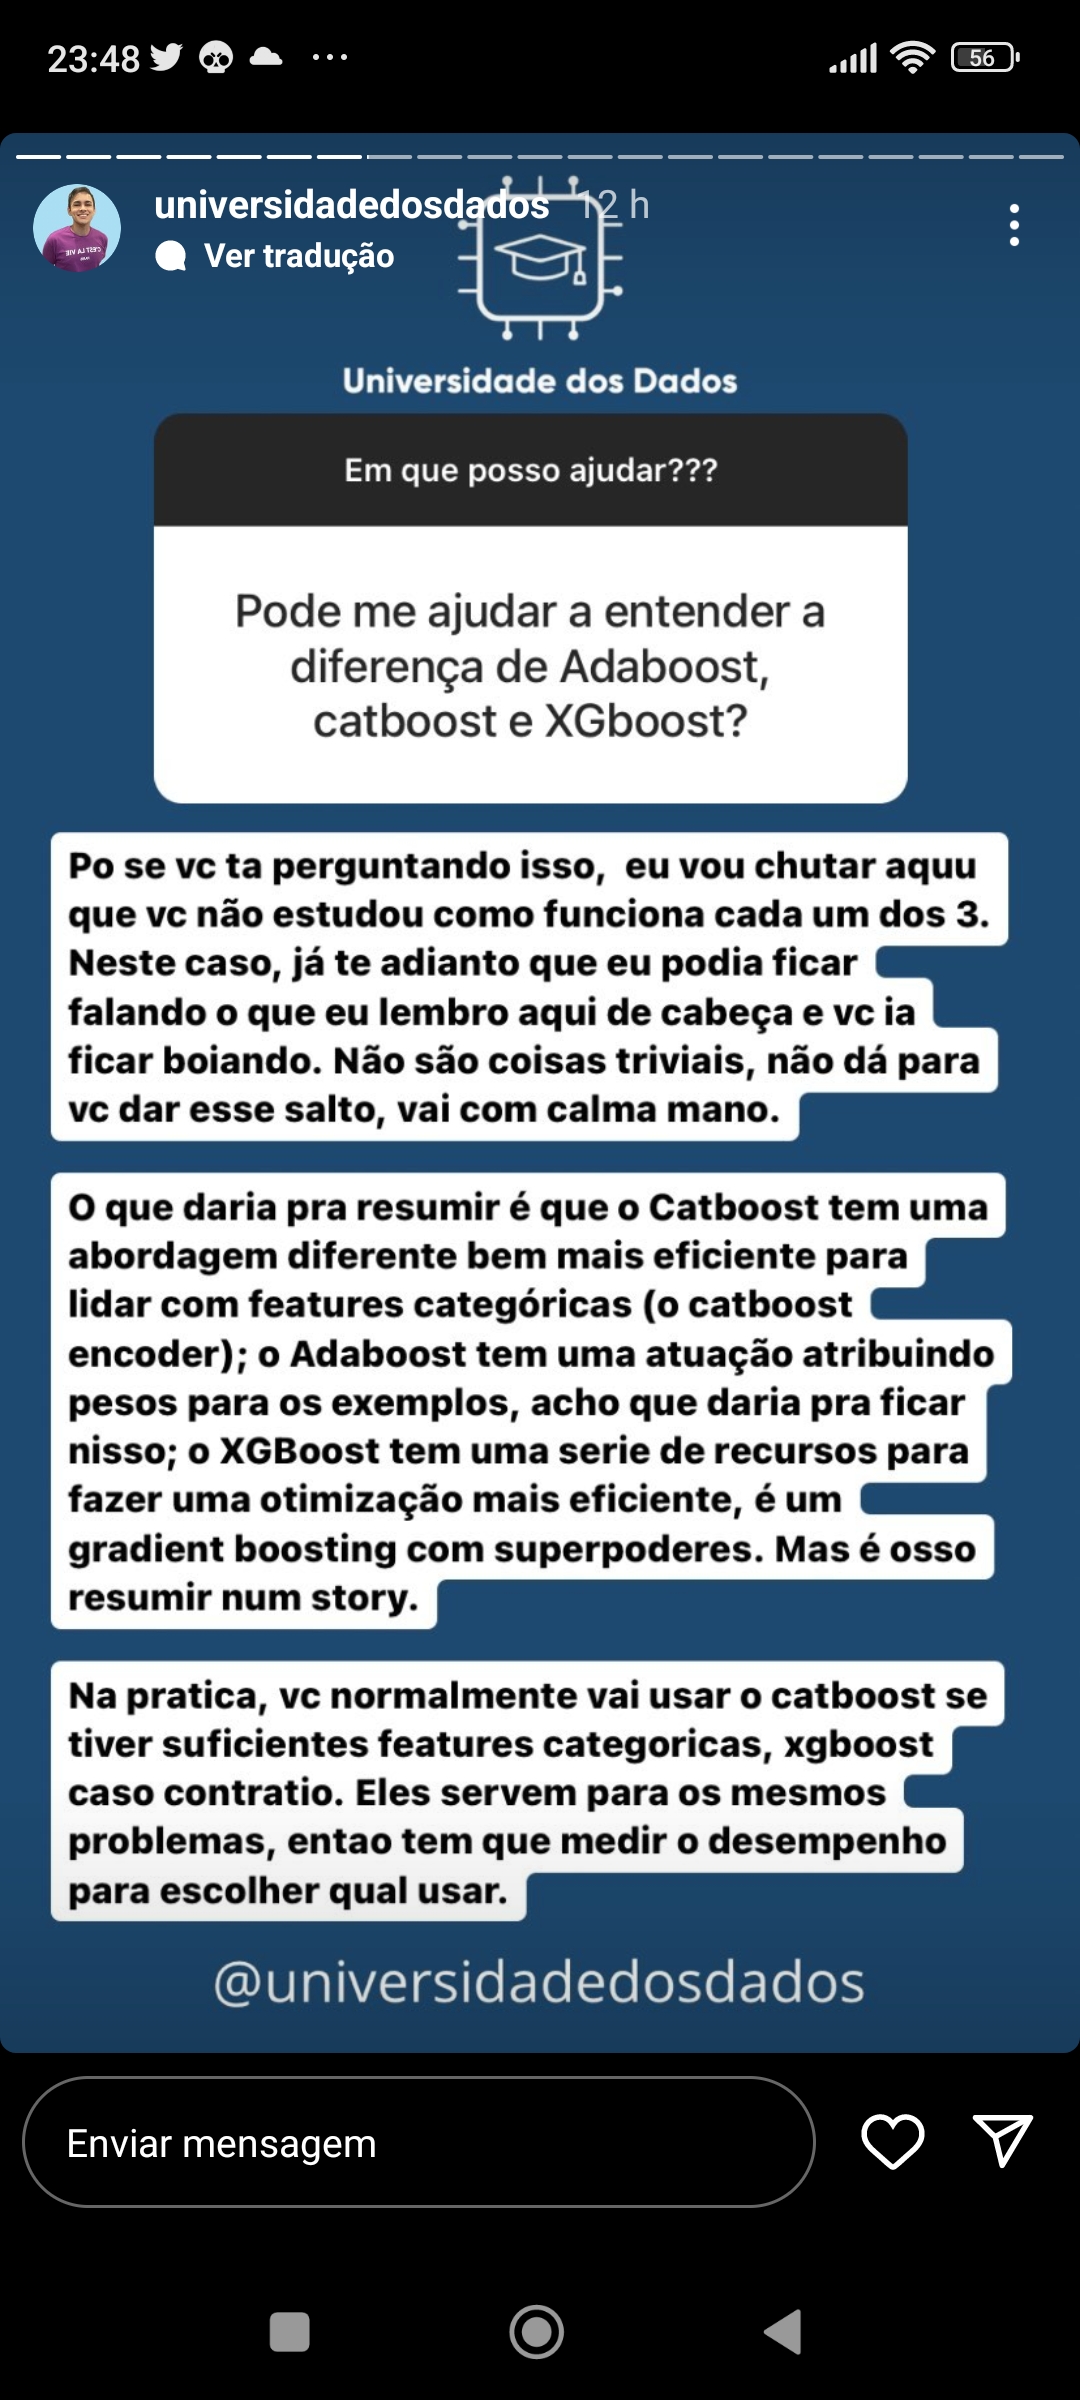 23:48
56
universidadedosdados 12 h
Ver tradução
Universidade dos Dados
Em que posso ajudar???
Pode me ajudar a entender a
diferença de Adaboost,
catboost e XGboost?
Po se vc ta perguntando isso,  eu vou chutar aquu
que vc não estudou como funciona cada um dos 3.
Neste caso, já te adianto que eu podia ficar
falando o que eu lembro aqui de cabeça e vc ia
ficar boiando. Não são coisas triviais, não dá para
vc dar esse salto, vai com calma mano.
O que daria pra resumir é que o Catboost tem uma
abordagem diferente bem mais eficiente para
lidar com features categóricas (o catboost
encoder); o Adaboost tem uma atuação atribuindo
pesos para os exemplos, acho que daria pra ficar
nisso; o XGBoost tem uma serie de recursos para
fazer uma otimização mais eficiente, é um
gradient boosting com superpoderes. Mas é osso
resumir num story.
Na pratica, vc normalmente vai usar o catboost se
tiver suficientes features categoricas, xgboost
caso contratio. Eles servem para os mesmos
problemas, entao tem que medir o desempenho
para escolher qual usar.
@universidadedosdados
Enviar mensagem